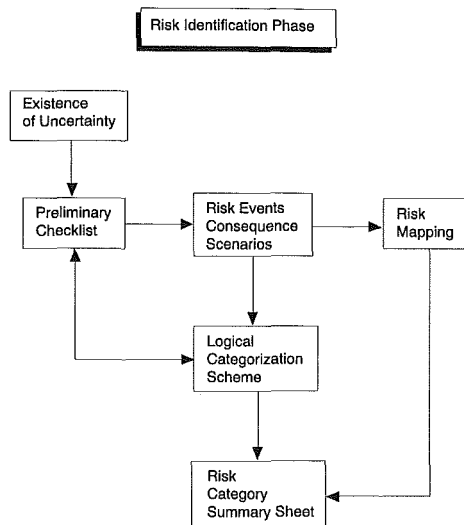 Risk Identification Phase
Existence
of Uncertainty
Preliminary
Checklist
Risk Events
Consequence
Scenarios
Risk
Mapping
Logical
Categorization
Scheme
Risk
Category
Summary Sheet